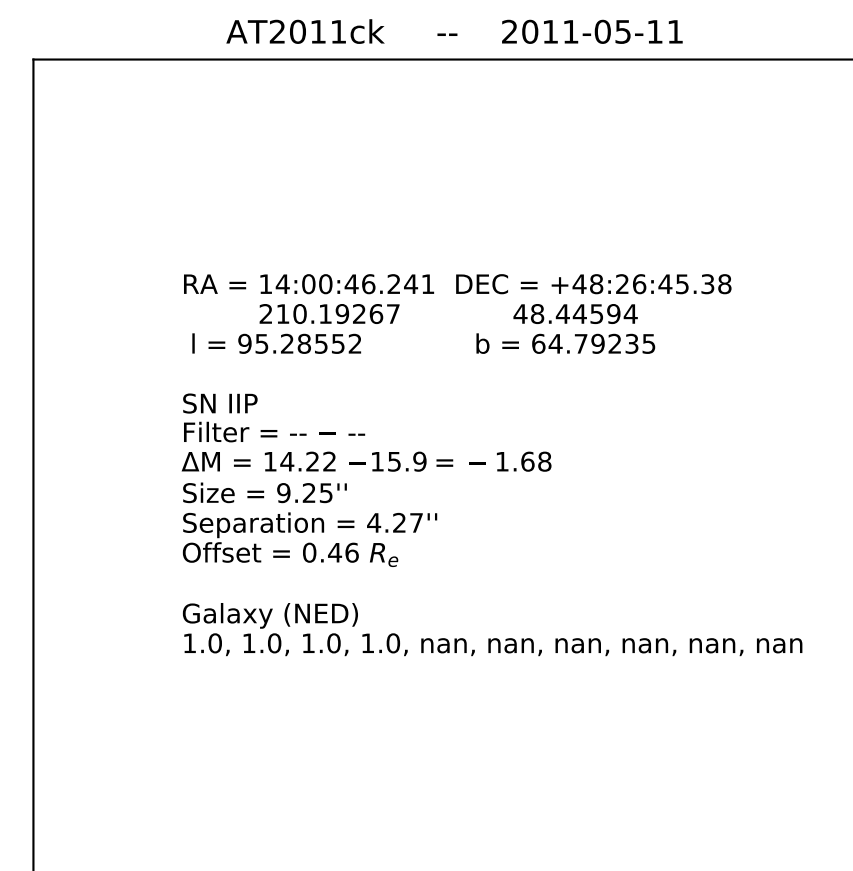 AT2011ck -- 2011-05-11
RA = 14:00:46.241 DEC = +48:26:45.38
210.19267 48.44594
l = 95.28552 b = 64.79235
SN IIP
Filter = -- − --
ΔM = 14.22 −15.9 = − 1.68
Size = 9.25''
Separation = 4.27''
Offset = 0.46 Rₑ
Galaxy (NED)
1.0, 1.0, 1.0, 1.0, nan, nan, nan, nan, nan, nan